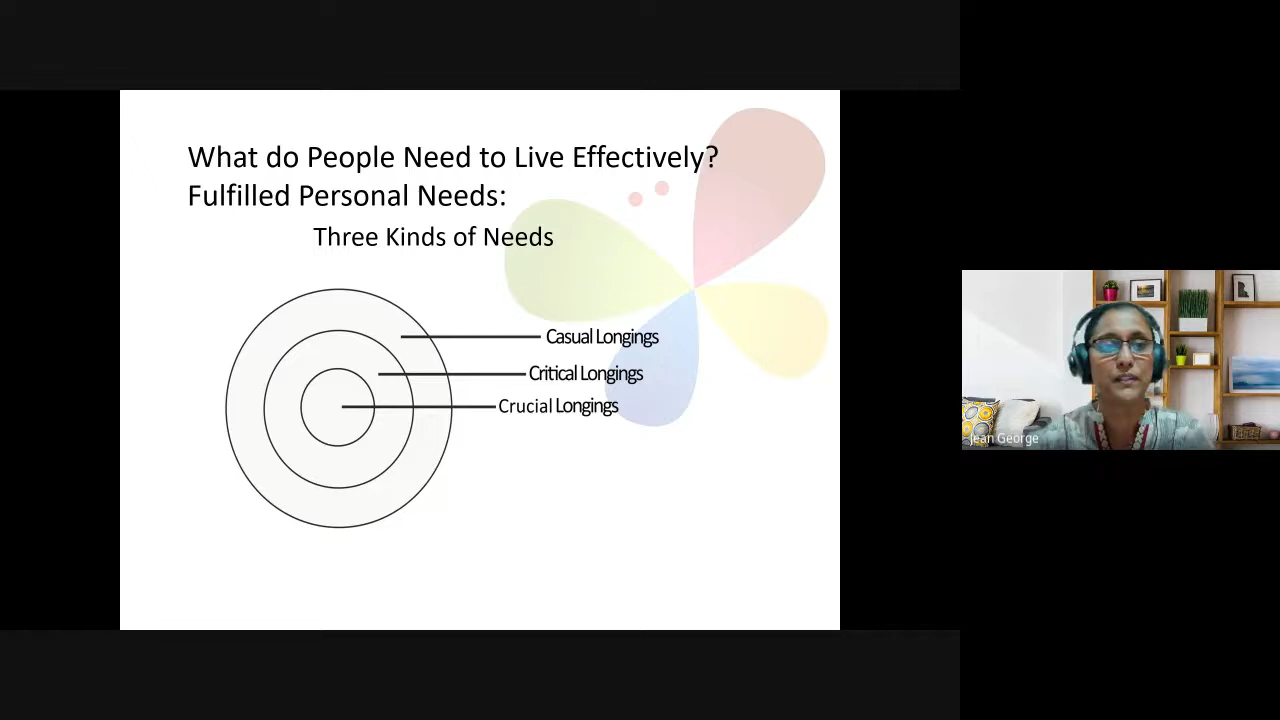 What do People Need to Live Effectively?
Fulfilled Personal Needs:
Three Kinds of Needs
Casual Longings
Critical Longings
Crucial Longings
Jean George